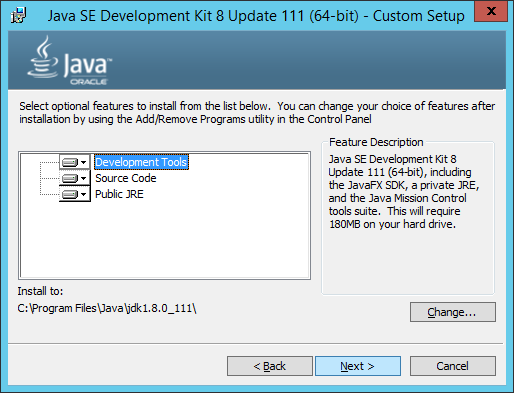 Java SE Development Kit 8 Update 111 (64-bit) - Custom Setup
X
Java
ORACLE
Select optional features to install from the list below. You can change your choice of features after
installation by using the Add/Remove Programs utility in the Control Panel
Development Tools
Source Code
Public JRE
Feature Description
Java SE Development Kit 8
Update 111 (64-bit), including
the JavaFX SDK, a private JRE,
and the Java Mission Control
tools suite. This will require
180MB on your hard drive.
Install to:
C:\Program Files\Java\jdk1.8.0_111\
Change...
< Back
Next >
Cancel